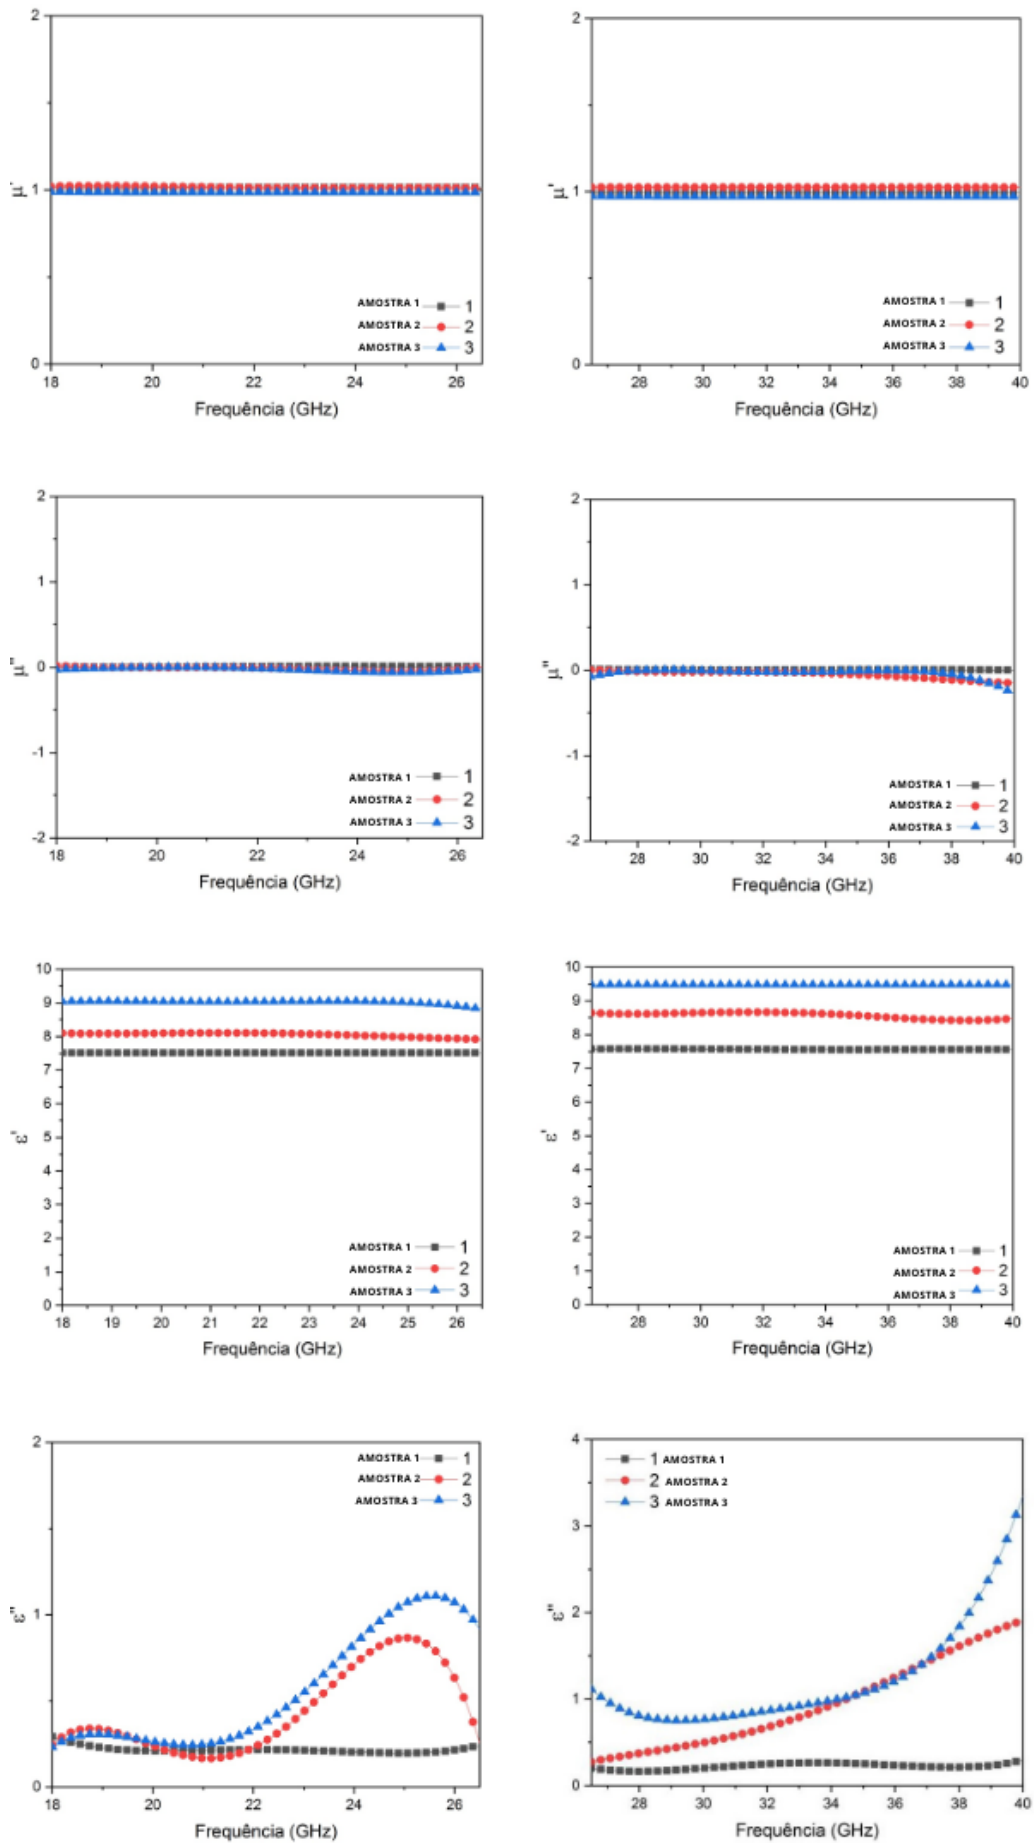 2
1
0
μ'
AMOSTRA 1 1
AMOSTRA 2 2
AMOSTRA 3 3
18 20 22 24 26
Frequência (GHz)
2
1
0
μ'
AMOSTRA 1 1
AMOSTRA 2 2
AMOSTRA 3 3
28 30 32 34 36 38 40
Frequência (GHz)
2
1
0
-1
-2
μ"
AMOSTRA 1 1
AMOSTRA 2 2
AMOSTRA 3 3
18 20 22 24 26
Frequência (GHz)
2
1
0
-1
-2
μ"
AMOSTRA 1 1
AMOSTRA 2 2
AMOSTRA 3 3
28 30 32 34 36 38 40
Frequência (GHz)
10
9
8
7
6
5
4
3
2
1
0
ε'
AMOSTRA 1 1
AMOSTRA 2 2
AMOSTRA 3 3
18 19 20 21 22 23 24 25 26
Frequência (GHz)
10
9
8
7
6
5
4
3
2
1
0
ε'
AMOSTRA 1 1
AMOSTRA 2 2
AMOSTRA 3 3
28 30 32 34 36 38 40
Frequência (GHz)
2
1
0
ε"
AMOSTRA 1 1
AMOSTRA 2 2
AMOSTRA 3 3
18 20 22 24 26
Frequência (GHz)
4
3
2
1
0
ε"
1 AMOSTRA 1
2 AMOSTRA 2
3 AMOSTRA 3
28 30 32 34 36 38 40
Frequência (GHz)